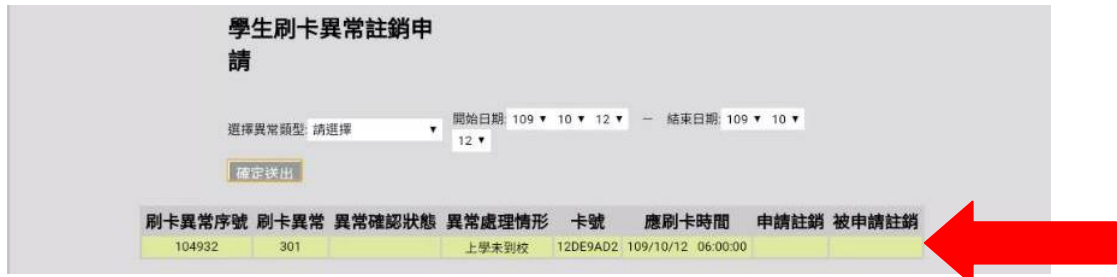 學生刷卡異常註銷申
請
選擇異常類型: 請選擇 開始日期: 109 10 12 － 結束日期: 109 10
12
確定送出
刷卡異常序號 刷卡異常 異常確認狀態 異常處理情形 卡號 應刷卡時間 申請註銷 被申請註銷
104932 301 上學未到校 12DE9AD2 109/10/12 06:00:00